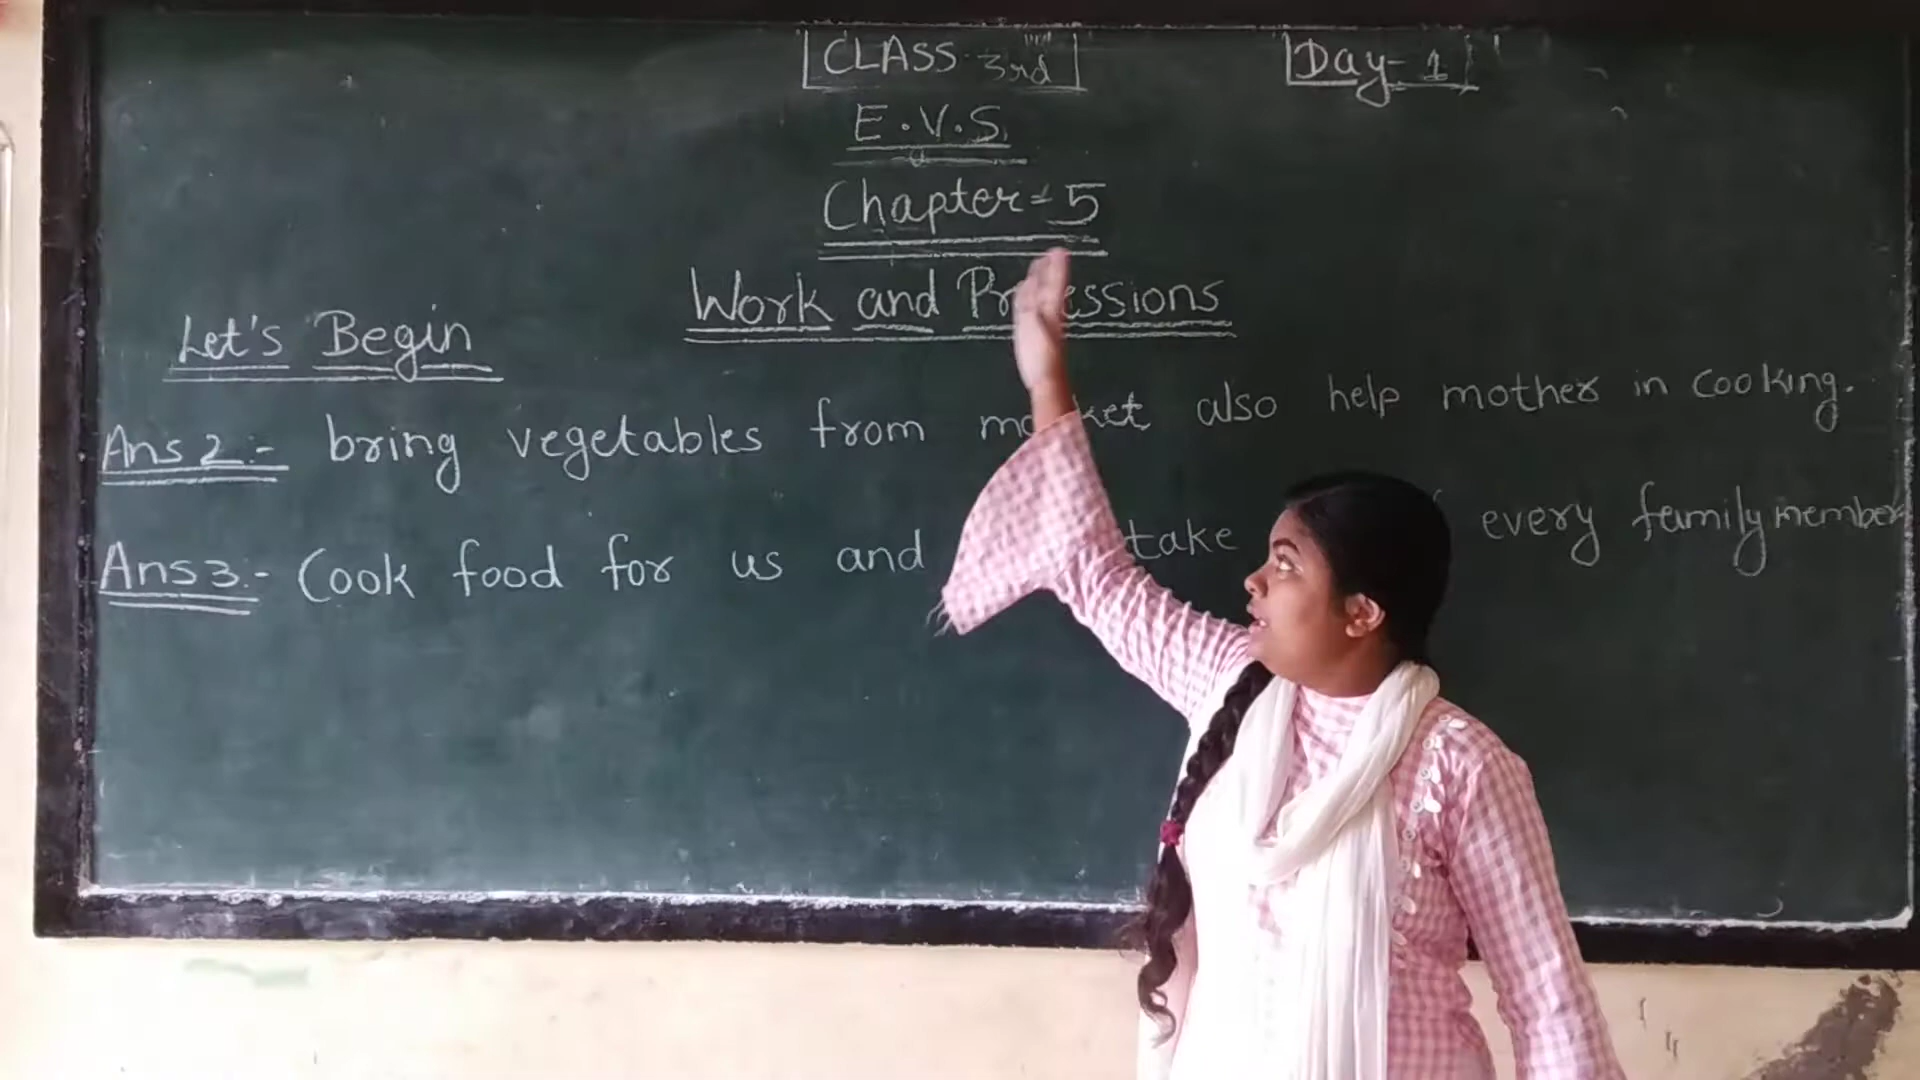 CLASS 3rd
Day-1
E.V.S.
Chapter-5
Work and
Let's Begin
Ans 2:- bring vegetables from also help mother in cooking.
Ans 3:- Cook food for us and take every family member